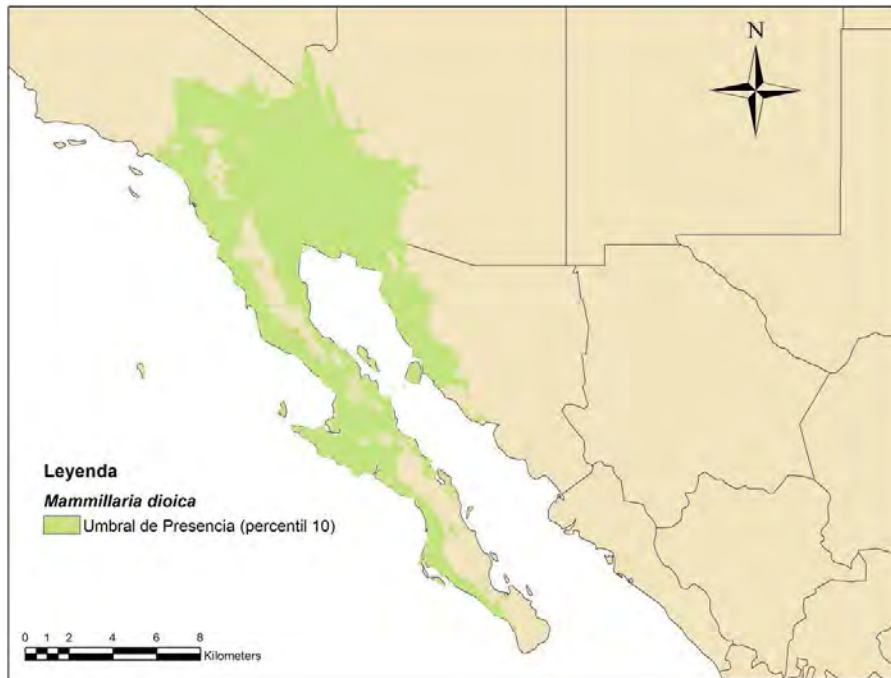 N
Leyenda
Mammillaria dioica
Umbral de Presencia (percentil 10)
0 1 2 4 6 8
Kilometers